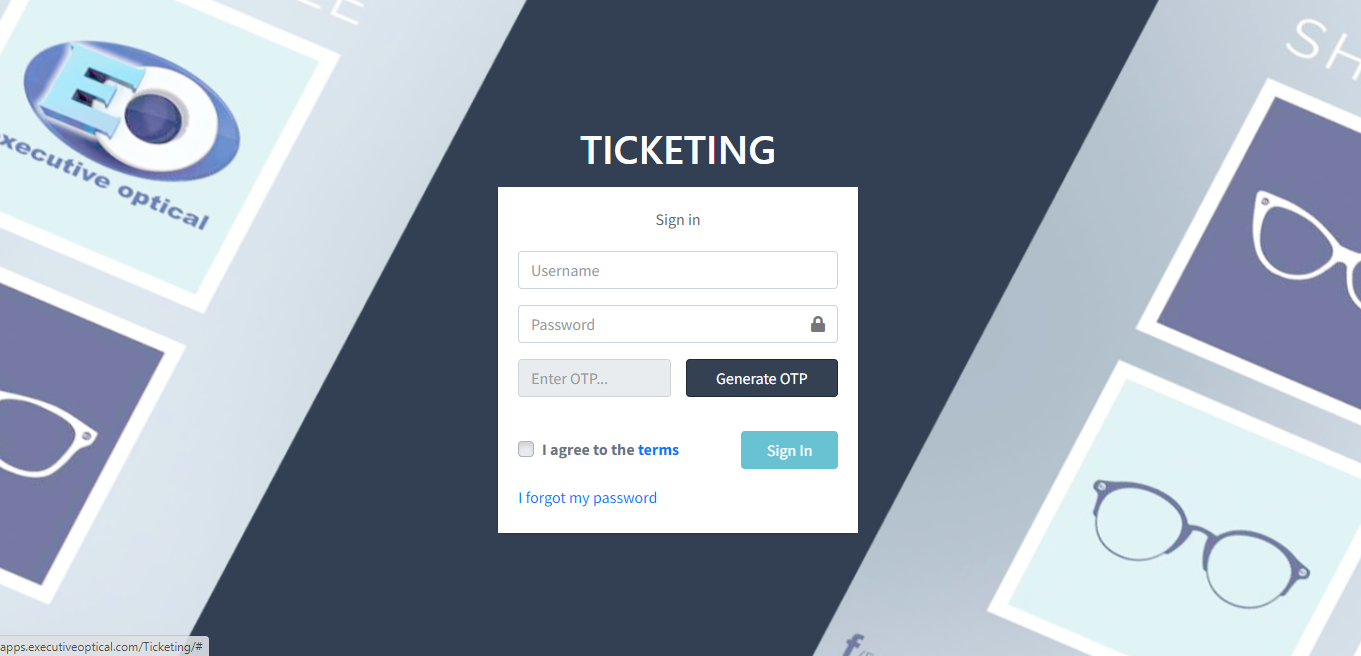 EO
executive optical
SH
TICKETING
Sign in
Username
Password
Enter OTP...
Generate OTP
I agree to the terms
Sign In
I forgot my password
f
apps.executiveoptical.com/Ticketing/#